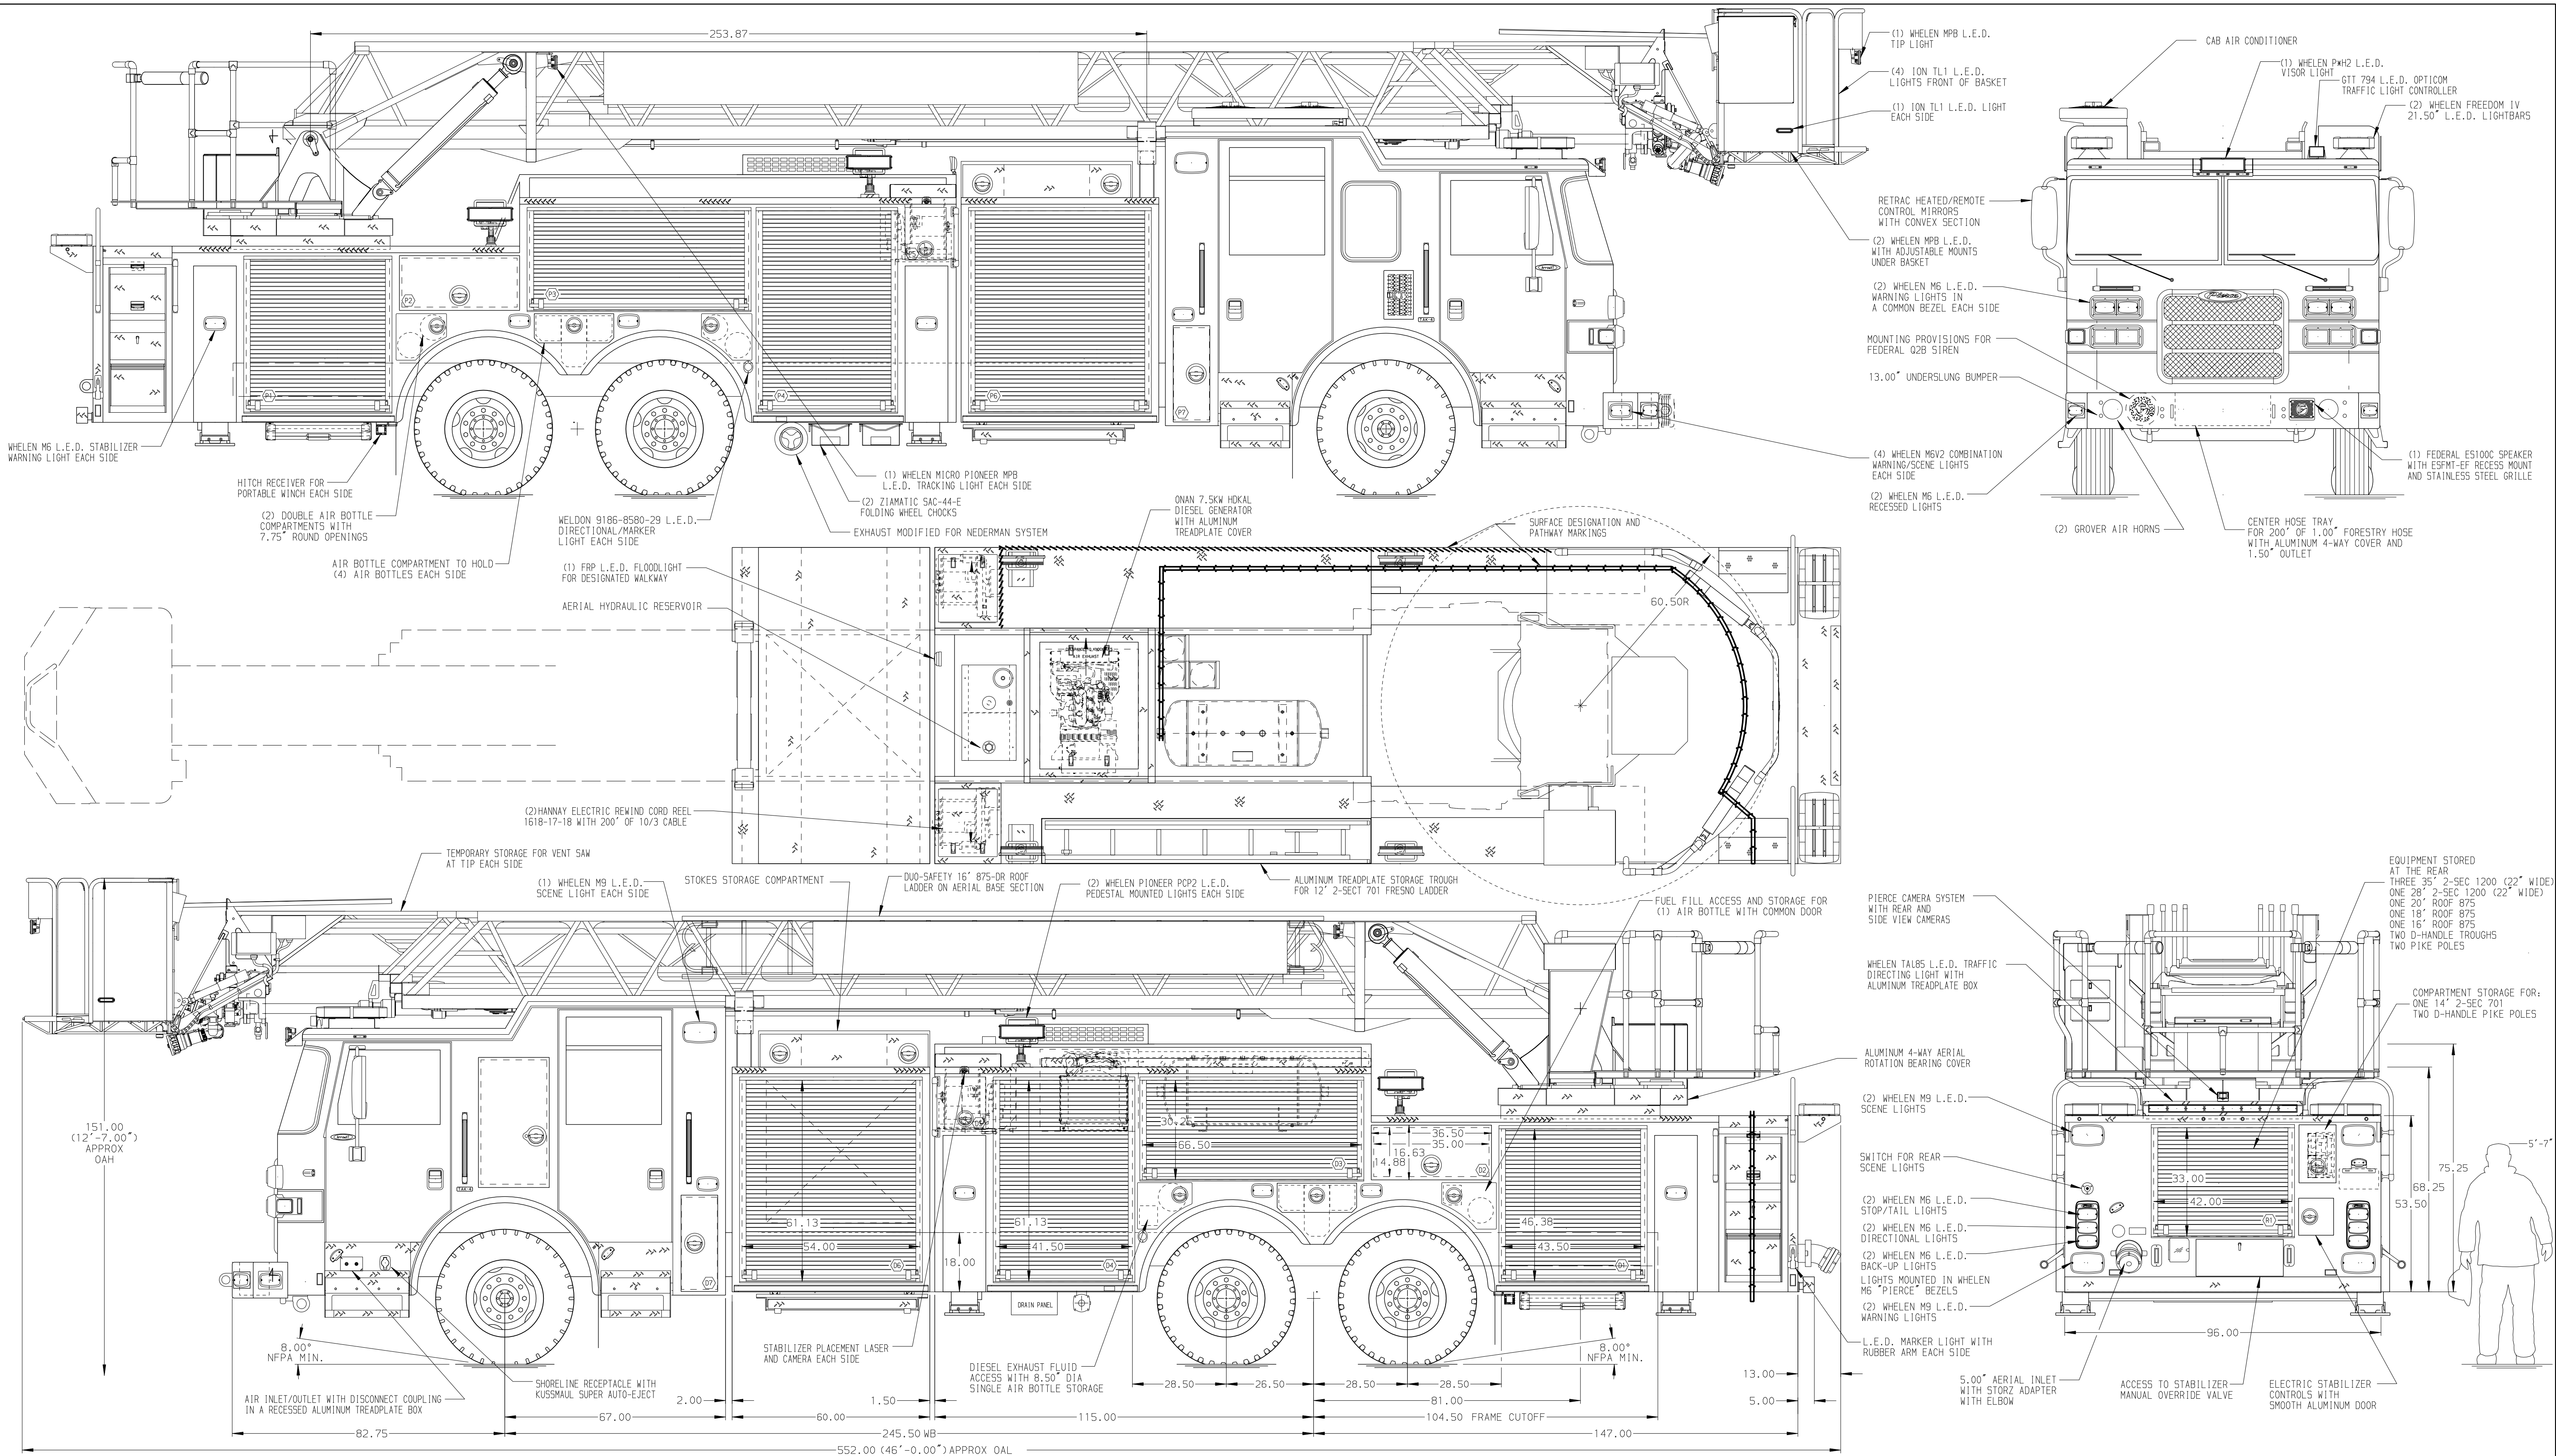 253.87
(1) WHELEN MPB L.E.D.
TIP LIGHT
(4) ION TL1 L.E.D.
LIGHTS FRONT OF BASKET
(1) ION TL1 L.E.D. LIGHT
EACH SIDE
CAB AIR CONDITIONER
(1) WHELEN P*H2 L.E.D.
VISOR LIGHT
GTT 794 L.E.D. OPTICOM
TRAFFIC LIGHT CONTROLLER
(2) WHELEN FREEDOM IV
21.50" L.E.D. LIGHTBARS
RETRAC HEATED/REMOTE
CONTROL MIRRORS
WITH CONVEX SECTION
(2) WHELEN MPB L.E.D.
WITH ADJUSTABLE MOUNTS
UNDER BASKET
(2) WHELEN M6 L.E.D.
WARNING LIGHTS IN
A COMMON BEZEL EACH SIDE
MOUNTING PROVISIONS FOR
FEDERAL Q2B SIREN
13.00" UNDERSLUNG BUMPER
(4) WHELEN M6V2 COMBINATION
WARNING/SCENE LIGHTS
EACH SIDE
(2) WHELEN M6 L.E.D.
RECESSED LIGHTS
(2) GROVER AIR HORNS
CENTER HOSE TRAY
FOR 200' OF 1.00" FORESTRY HOSE
WITH ALUMINUM 4-WAY COVER AND
1.50" OUTLET
(1) FEDERAL ES100C SPEAKER
WITH ESFMT-EF RECESS MOUNT
AND STAINLESS STEEL GRILLE
Pierce
P1
P2
P3
P4
P6
P7
TAK-4
WHELEN M6 L.E.D. STABILIZER
WARNING LIGHT EACH SIDE
HITCH RECEIVER FOR
PORTABLE WINCH EACH SIDE
(2) DOUBLE AIR BOTTLE
COMPARTMENTS WITH
7.75" ROUND OPENINGS
AIR BOTTLE COMPARTMENT TO HOLD
(4) AIR BOTTLES EACH SIDE
WELDON 9186-8580-29 L.E.D.
DIRECTIONAL/MARKER
LIGHT EACH SIDE
(1) WHELEN MICRO PIONEER MPB
L.E.D. TRACKING LIGHT EACH SIDE
(2) ZIAMATIC SAC-44-E
FOLDING WHEEL CHOCKS
EXHAUST MODIFIED FOR NEDERMAN SYSTEM
ONAN 7.5KW HDKAL
DIESEL GENERATOR
WITH ALUMINUM
TREADPLATE COVER
SURFACE DESIGNATION AND
PATHWAY MARKINGS
(1) FRP L.E.D. FLOODLIGHT
FOR DESIGNATED WALKWAY
AERIAL HYDRAULIC RESERVOIR
AIR EXHAUST
60.50R
(2)HANNAY ELECTRIC REWIND CORD REEL
1618-17-18 WITH 200' OF 10/3 CABLE
TEMPORARY STORAGE FOR VENT SAW
AT TIP EACH SIDE
(1) WHELEN M9 L.E.D.
SCENE LIGHT EACH SIDE
STOKES STORAGE COMPARTMENT
DUO-SAFETY 16' 875-DR ROOF
LADDER ON AERIAL BASE SECTION
(2) WHELEN PIONEER PCP2 L.E.D.
PEDESTAL MOUNTED LIGHTS EACH SIDE
ALUMINUM TREADPLATE STORAGE TROUGH
FOR 12' 2-SECT 701 FRESNO LADDER
FUEL FILL ACCESS AND STORAGE FOR
(1) AIR BOTTLE WITH COMMON DOOR
PIERCE CAMERA SYSTEM
WITH REAR AND
SIDE VIEW CAMERAS
WHELEN TAL85 L.E.D. TRAFFIC
DIRECTING LIGHT WITH
ALUMINUM TREADPLATE BOX
EQUIPMENT STORED
AT THE REAR
THREE 35' 2-SEC 1200 (22" WIDE)
ONE 28' 2-SEC 1200 (22" WIDE)
ONE 20' ROOF 875
ONE 18' ROOF 875
ONE 16' ROOF 875
TWO D-HANDLE TROUGHS
TWO PIKE POLES
COMPARTMENT STORAGE FOR:
ONE 14' 2-SEC 701
TWO D-HANDLE PIKE POLES
ALUMINUM 4-WAY AERIAL
ROTATION BEARING COVER
(2) WHELEN M9 L.E.D.
SCENE LIGHTS
SWITCH FOR REAR
SCENE LIGHTS
(2) WHELEN M6 L.E.D.
STOP/TAIL LIGHTS
(2) WHELEN M6 L.E.D.
DIRECTIONAL LIGHTS
(2) WHELEN M6 L.E.D.
BACK-UP LIGHTS
LIGHTS MOUNTED IN WHELEN
M6 "PIERCE" BEZELS
(2) WHELEN M9 L.E.D.
WARNING LIGHTS
L.E.D. MARKER LIGHT WITH
RUBBER ARM EACH SIDE
5.00" AERIAL INLET
WITH STORZ ADAPTER
WITH ELBOW
ACCESS TO STABILIZER
MANUAL OVERRIDE VALVE
ELECTRIC STABILIZER
CONTROLS WITH
SMOOTH ALUMINUM DOOR
5'-7"
75.25
68.25
53.50
33.00
42.00
R1
96.00
151.00
(12'-7.00")
APPROX
OAH
TAK-4
D7
61.13
54.00
D6
18.00
61.13
41.50
D4
66.50
D3
36.50
35.00
16.63
14.88
D2
46.38
43.50
D1
DRAIN PANEL
8.00°
NFPA MIN.
8.00°
NFPA MIN.
STABILIZER PLACEMENT LASER
AND CAMERA EACH SIDE
DIESEL EXHAUST FLUID
ACCESS WITH 8.50" DIA
SINGLE AIR BOTTLE STORAGE
SHORELINE RECEPTACLE WITH
KUSSMAUL SUPER AUTO-EJECT
AIR INLET/OUTLET WITH DISCONNECT COUPLING
IN A RECESSED ALUMINUM TREADPLATE BOX
28.50
26.50
28.50
28.50
13.00
2.00
1.50
81.00
5.00
67.00
60.00
115.00
104.50 FRAME CUTOFF
82.75
245.50 WB
147.00
552.00 (46'-0.00") APPROX OAL